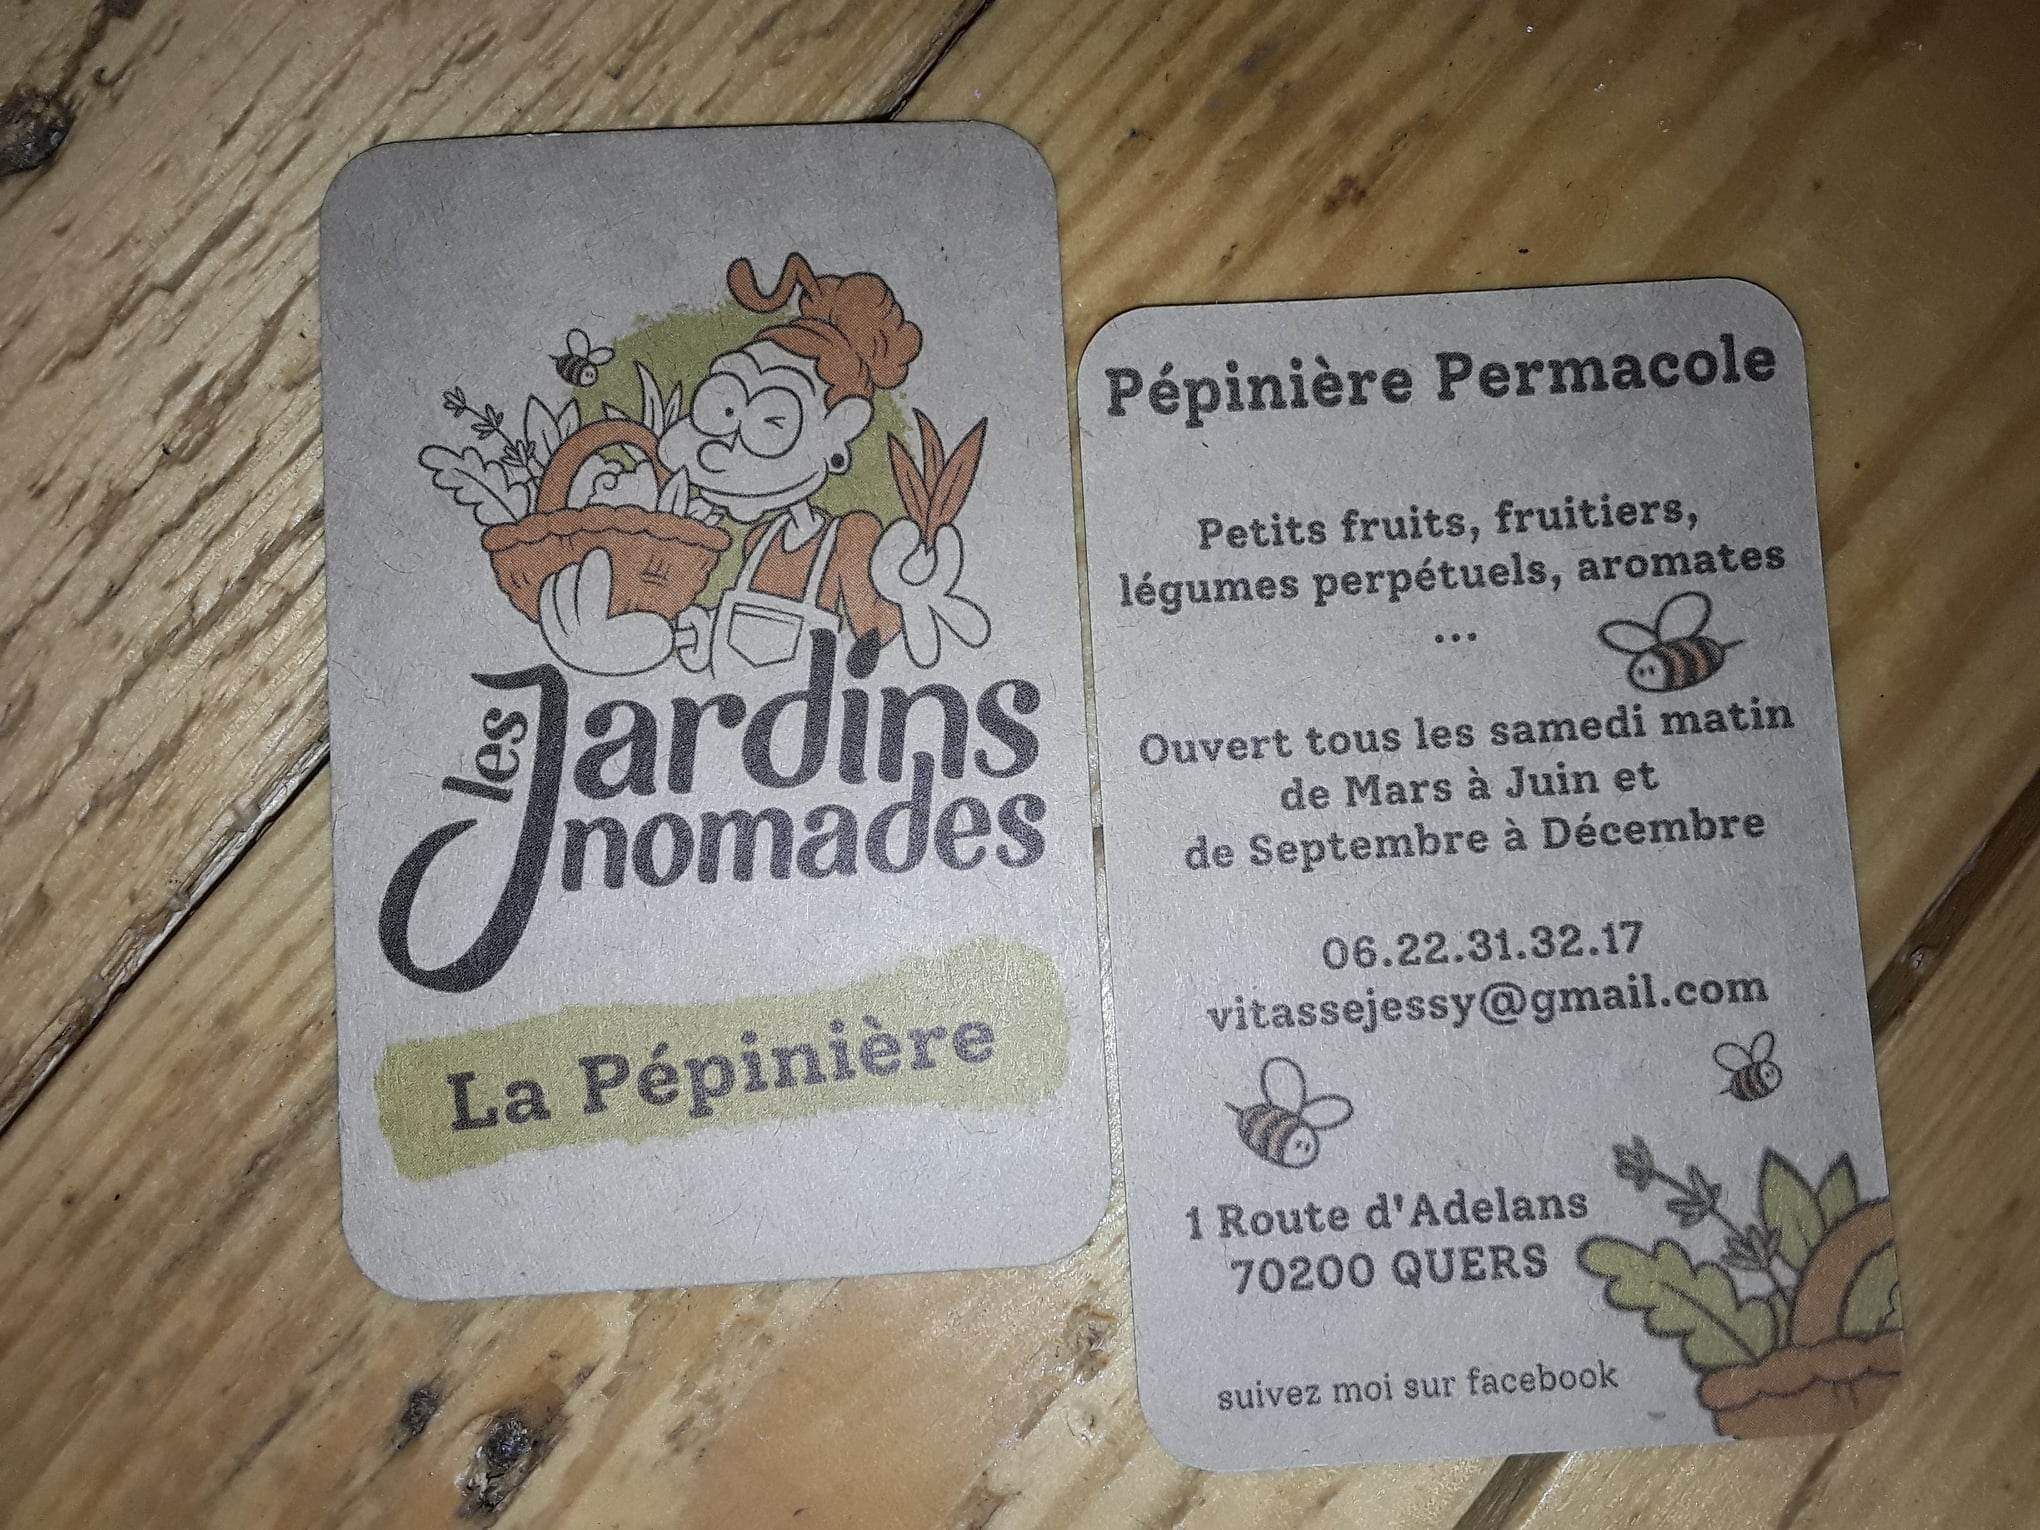 les Jardins
nomades
La Pépinière
Pépinière Permacole
Petits fruits, fruitiers,
légumes perpétuels, aromates
...
Ouvert tous les samedi matin
de Mars à Juin et
de Septembre à Décembre
06.22.31.32.17
vitassejessy@gmail.com
1 Route d'Adelans
70200 QUERS
suivez moi sur facebook